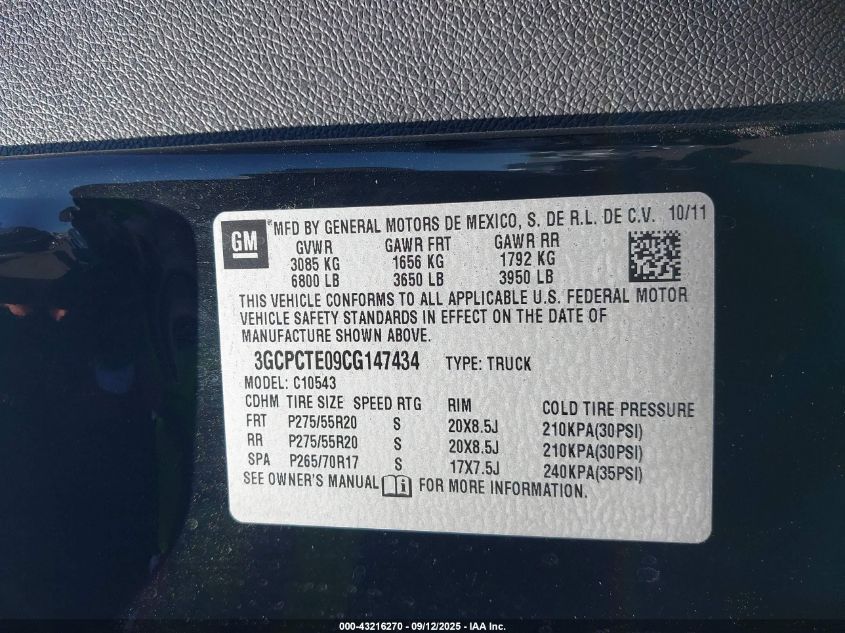 GM ® MFD BY GENERAL MOTORS DE MEXICO, S. DE R.L. DE C.V. 10/11
GVWR GAWR FRT GAWR RR
3085 KG 1656 KG 1792 KG
6800 LB 3650 LB 3950 LB
THIS VEHICLE CONFORMS TO ALL APPLICABLE U.S. FEDERAL MOTOR
VEHICLE SAFETY STANDARDS IN EFFECT ON THE DATE OF
MANUFACTURE SHOWN ABOVE.
3GCPCTE09CG147434 TYPE: TRUCK
MODEL: C10543
CDHM TIRE SIZE SPEED RTG RIM COLD TIRE PRESSURE
FRT P275/55R20 S 20X8.5J 210KPA(30PSI)
RR P275/55R20 S 20X8.5J 210KPA(30PSI)
SPA P265/70R17 S 17X7.5J 240KPA(35PSI)
SEE OWNER'S MANUAL FOR MORE INFORMATION.
000-43216270 - 09/12/2025 - IAA Inc.